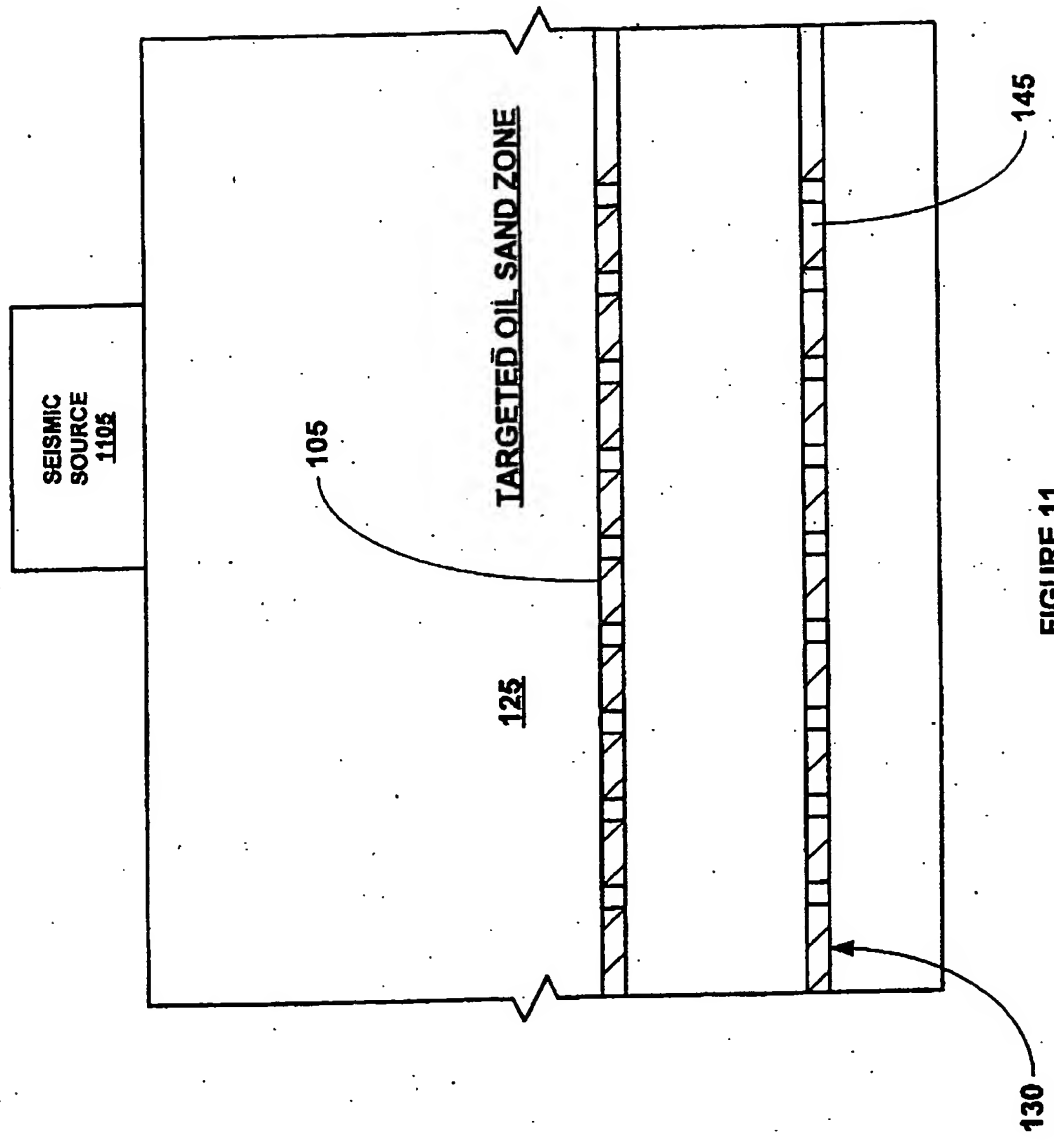 SEISMIC
SOURCE
1105
105
TARGETED OIL SAND ZONE
125
145
130
FIGURE 11